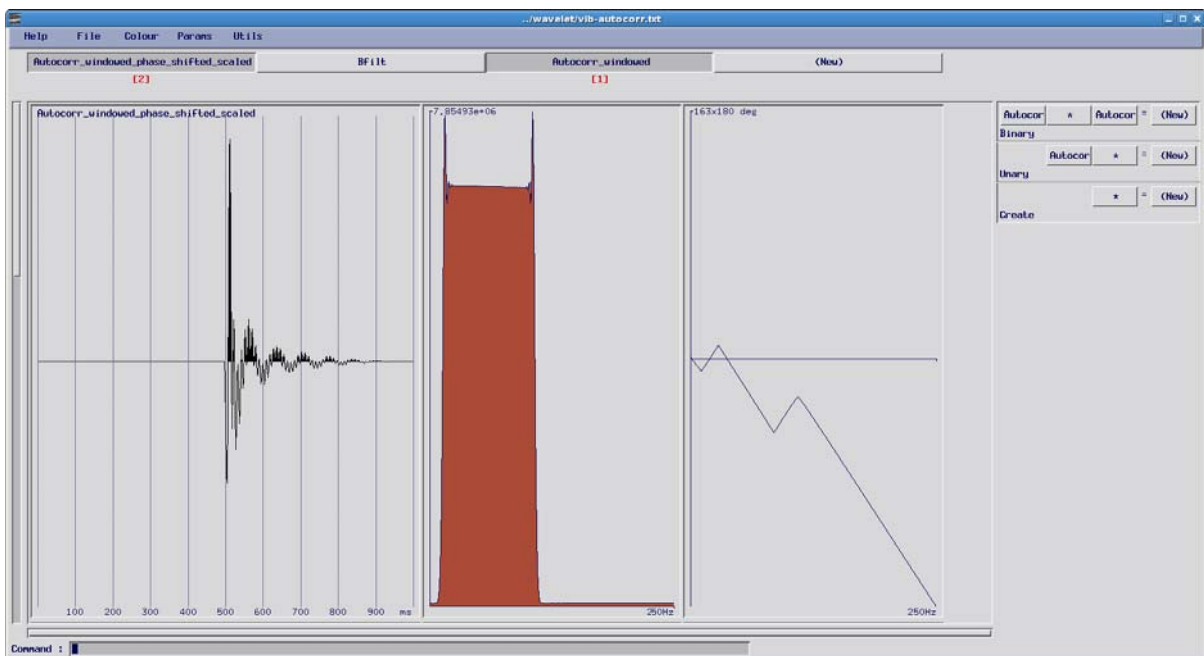 ../wavelet/vib-autocorr.txt
Help File Colour Params Utils
Autocorr_windowed_phase_shifted_scaled BFilt Autocorr_windowed (New)
[2] [1]
Autocorr_windowed_phase_shifted_scaled
7.85493e+06
163x180 deg
Autocor * Autocor = (New)
Binary
Autocor * = (New)
Unary
* = (New)
Create
100 200 300 400 500 600 700 800 900 ms
250Hz
250Hz
Command :